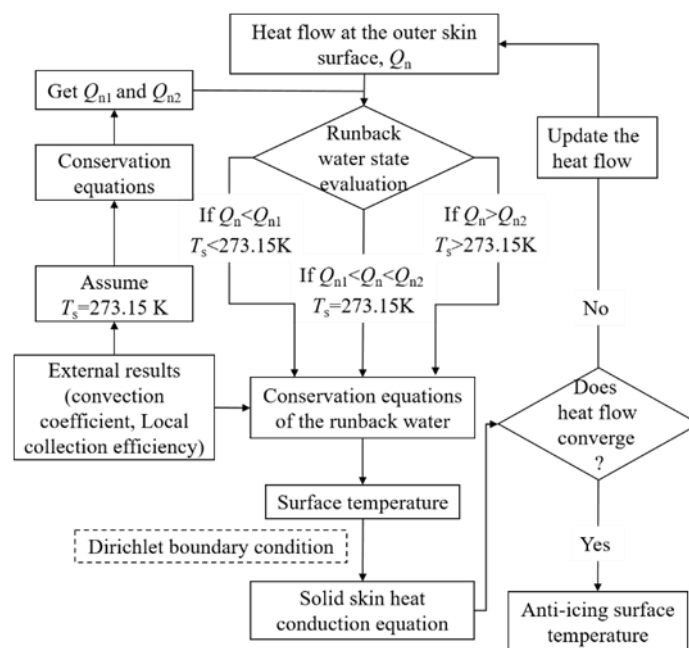 Heat flow at the outer skin
surface, Qn
Get Qn1 and Qn2
Conservation
equations
Assume
Ts=273.15 K
External results
(convection
coefficient, Local
collection efficiency)
Runback
water state
evaluation
If Qn<Qn1
Ts<273.15K
If Qn1<Qn<Qn2
Ts=273.15K
If Qn>Qn2
Ts>273.15K
Conservation equations
of the runback water
Surface temperature
Dirichlet boundary condition
Solid skin heat
conduction equation
Update the
heat flow
No
Does
heat flow
converge
?
Yes
Anti-icing surface
temperature